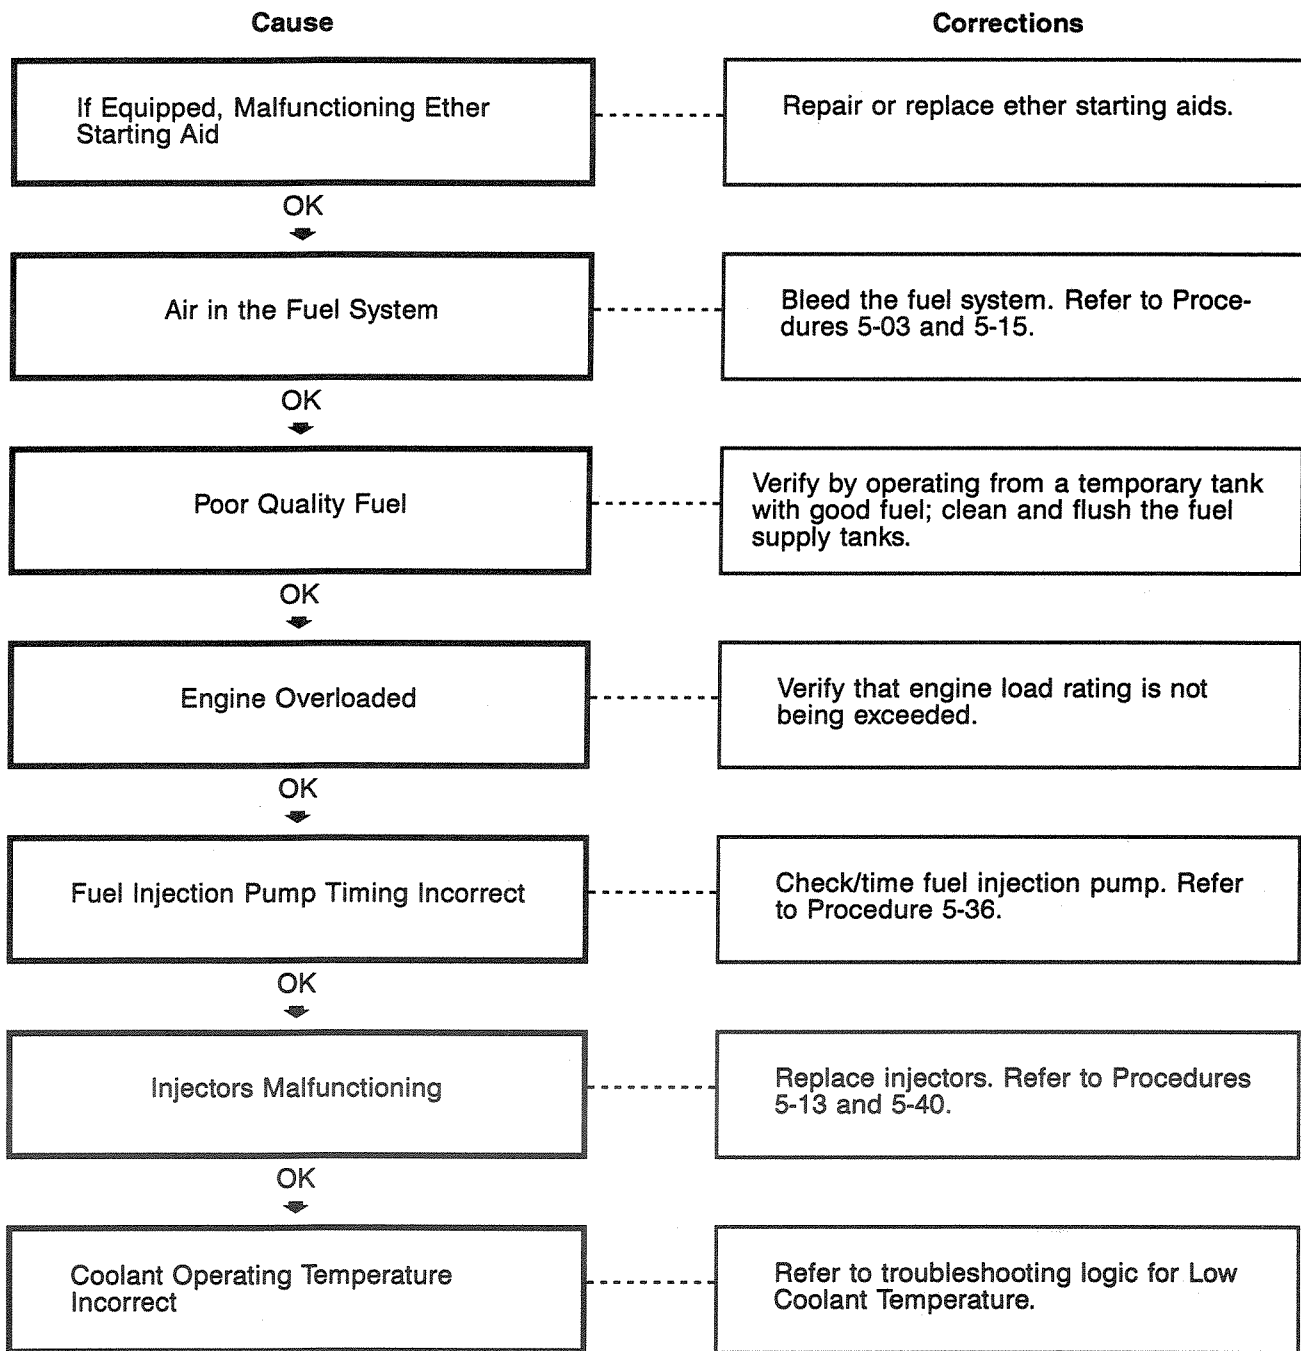 Cause
Corrections
If Equipped, Malfunctioning Ether
Starting Aid
Repair or replace ether starting aids.
OK
Air in the Fuel System
Bleed the fuel system. Refer to Proce-
dures 5-03 and 5-15.
OK
Poor Quality Fuel
Verify by operating from a temporary tank
with good fuel; clean and flush the fuel
supply tanks.
OK
Engine Overloaded
Verify that engine load rating is not
being exceeded.
OK
Fuel Injection Pump Timing Incorrect
Check/time fuel injection pump. Refer
to Procedure 5-36.
OK
Injectors Malfunctioning
Replace injectors. Refer to Procedures
5-13 and 5-40.
OK
Coolant Operating Temperature
Incorrect
Refer to troubleshooting logic for Low
Coolant Temperature.